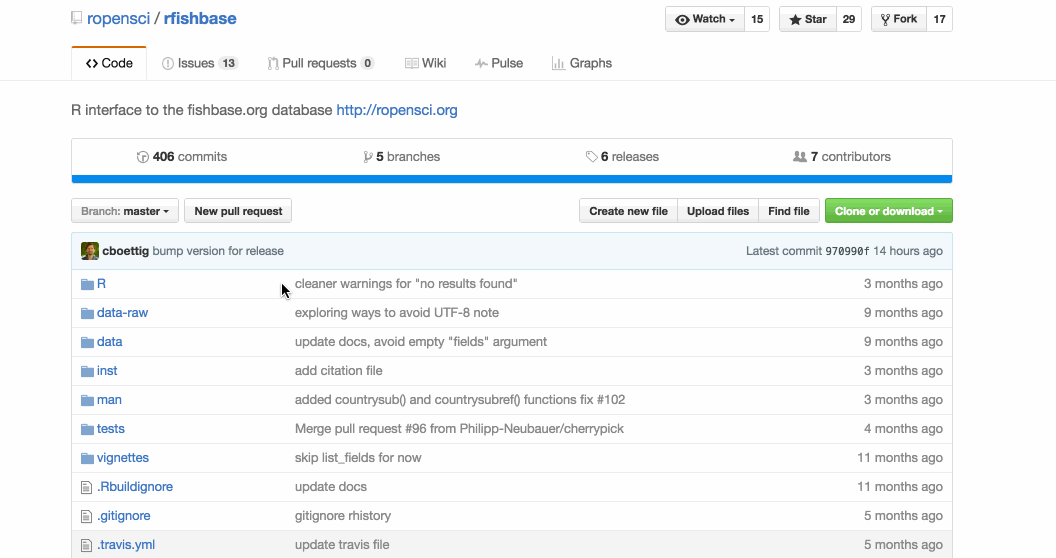 ropensci / rfishbase
Watch 15 Star 29 Fork 17
Code Issues 13 Pull requests 0 Wiki Pulse Graphs
R interface to the fishbase.org database http://ropensci.org
406 commits 5 branches 6 releases 7 contributors
Branch: master New pull request Create new file Upload files Find file Clone or download
cboettig bump version for release Latest commit 970990f 14 hours ago
R cleaner warnings for "no results found" 3 months ago
data-raw exploring ways to avoid UTF-8 note 9 months ago
data update docs, avoid empty "fields" argument 9 months ago
inst add citation file 3 months ago
man added countrysub() and countrysubref() functions fix #102 3 months ago
tests Merge pull request #96 from Philipp-Neubauer/cherrypick 4 months ago
vignettes skip list_fields for now 11 months ago
.Rbuildignore update docs 11 months ago
.gitignore gitignore rhistory 5 months ago
.travis.yml update travis file 5 months ago